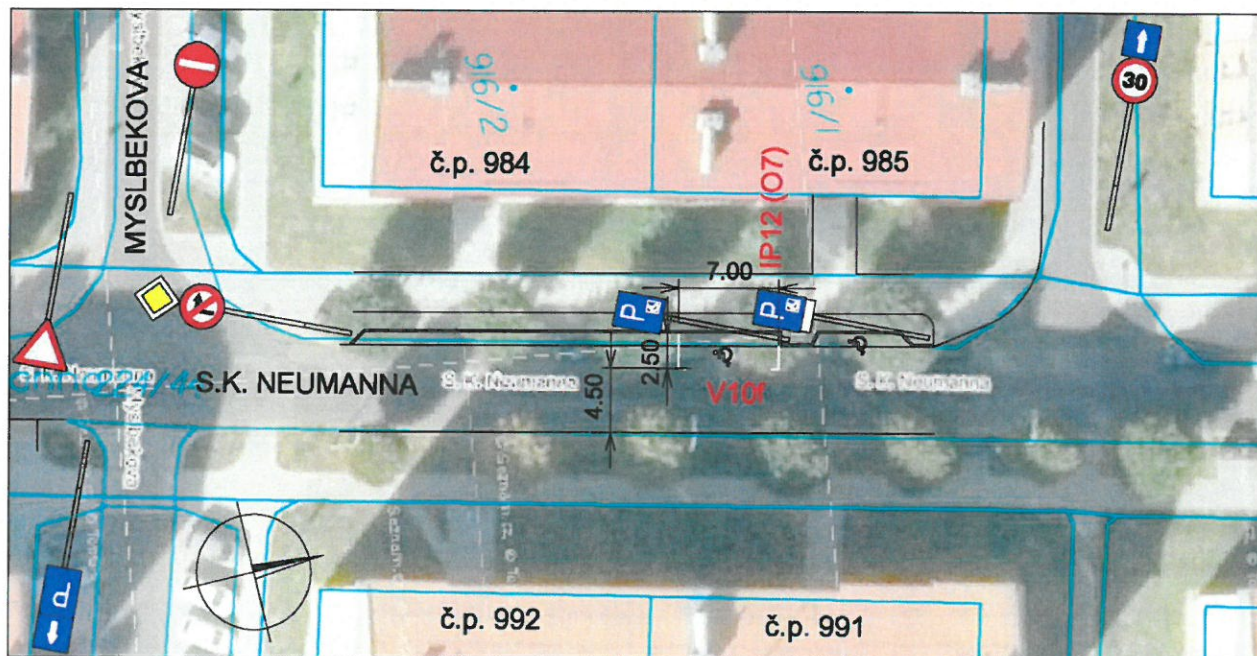 MYSLBEKOVA
916/2
916/1
30
č.p. 984
č.p. 985
IP12 (O7)
7.00
P
P
2.50
4.50
S.K. NEUMANNA
S. K. Neumanna
S. K. Neumanna
V10f
Myslbekova
P
č.p. 992
č.p. 991